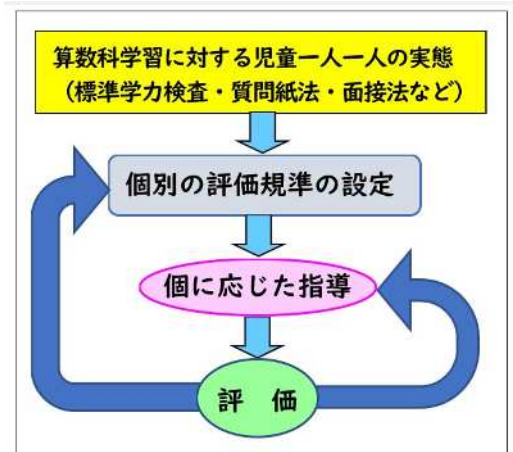 算数科学習に対する児童一人一人の実態
（標準学力検査・質問紙法・面接法など）
個別の評価規準の設定
個に応じた指導
評　価